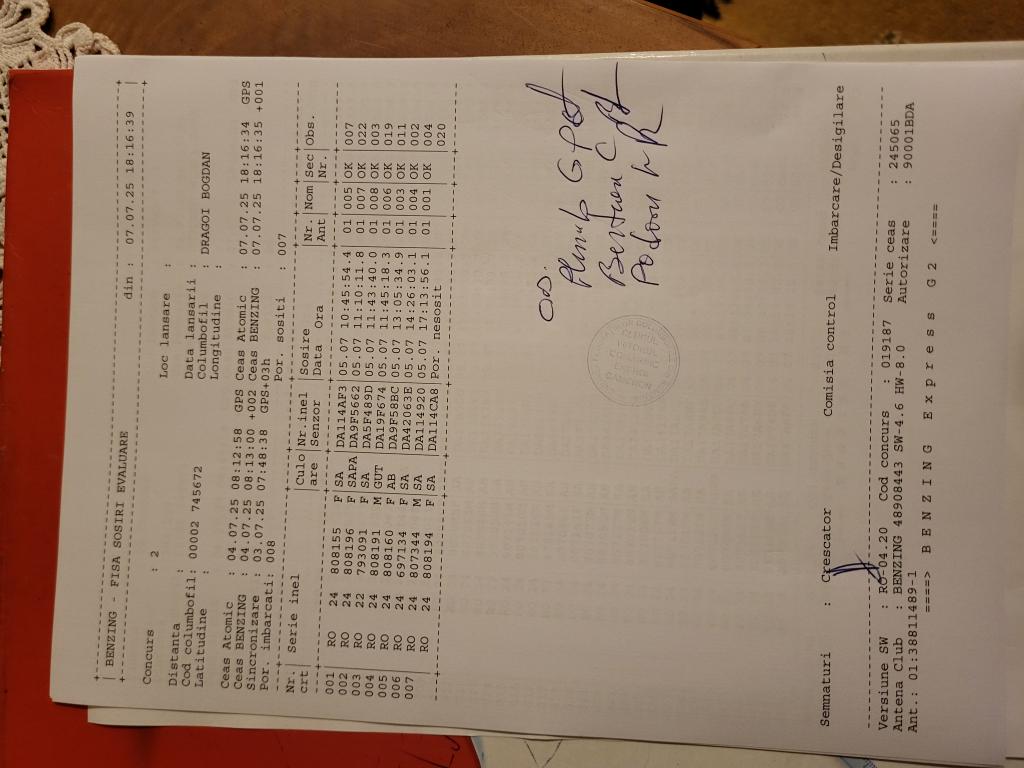 | BENZING - FISA SOSIRI EVALUARE din : 07.07.25 18:16:39 |
Concurs : 2 Loc lansare :
Distanta : Data lansarii :
Cod columbofil: 00002 745672 Columbofil : DRAGOI BOGDAN
Latitudine : Longitudine :
Ceas Atomic : 04.07.25 08:12:58 GPS Ceas Atomic : 07.07.25 18:16:34 GPS
Ceas BENZING : 04.07.25 08:13:00 +002 Ceas BENZING : 07.07.25 18:16:35 +001
Sincronizare : 03.07.25 07:48:38 GPS+03h
Por. imbarcati: 008 Por. sositi : 007
Nr. | Serie inel |Culo|Nr.inel |Sosire |Nr. |Nom|Sec|Obs.
crt| |are |Senzor |Data Ora |Ant | |Nr.|
001 RO 24 808155 F SA DA114AF3 05.07 10:45:54.4 01 005 OK 007
002 RO 24 808196 F SAPA DA9F5662 05.07 11:10:11.8 01 007 OK 022
003 RO 22 793091 F SA DA5F489D 05.07 11:43:40.0 01 008 OK 003
004 RO 24 808191 M GUT DA19F674 05.07 11:45:18.3 01 006 OK 019
005 RO 24 808160 F AB DA9F58BC 05.07 13:05:34.9 01 003 OK 011
006 RO 24 697134 F SA DA42063E 05.07 14:26:03.1 01 004 OK 002
007 RO 24 807344 M SA DA114920 05.07 17:13:56.1 01 001 OK 004
RO 24 808194 F SA DA114CA8 Por. nesosit 020
Semnaturi : Crescator Comisia control Imbarcare/Desigilare
Versiune SW : RO-04.20 Cod concurs : 019187 Serie ceas : 245065
Antena Club : BENZING 48908443 SW-4.6 HW-8.0 Autorizare : 90001BDA
Ant.: 01:38811489-1
====> B E N Z I N G E x p r e s s G 2 <====